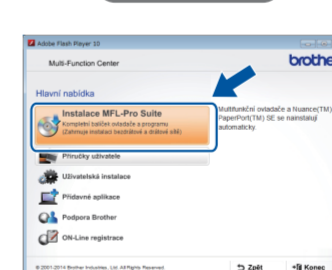 Adobe Flash Player 10
Multi-Function Center
brothe
Hlavní nabídka
Instalace MFL-Pro Suite
Kompletní balíček ovladače a programu
(Zahrnuje instalaci bezdrátové a drátové sítě)
Multifunkční ovladače a Nuance(TM)
PaperPort(TM) SE se nainstalují
automaticky.
Příručky uživatele
Uživatelská instalace
Přídavné aplikace
Podpora Brother
ON-Line registrace
© 2001-2014 Brother Industries, Ltd. All Rights Reserved.
Zpět
Konec